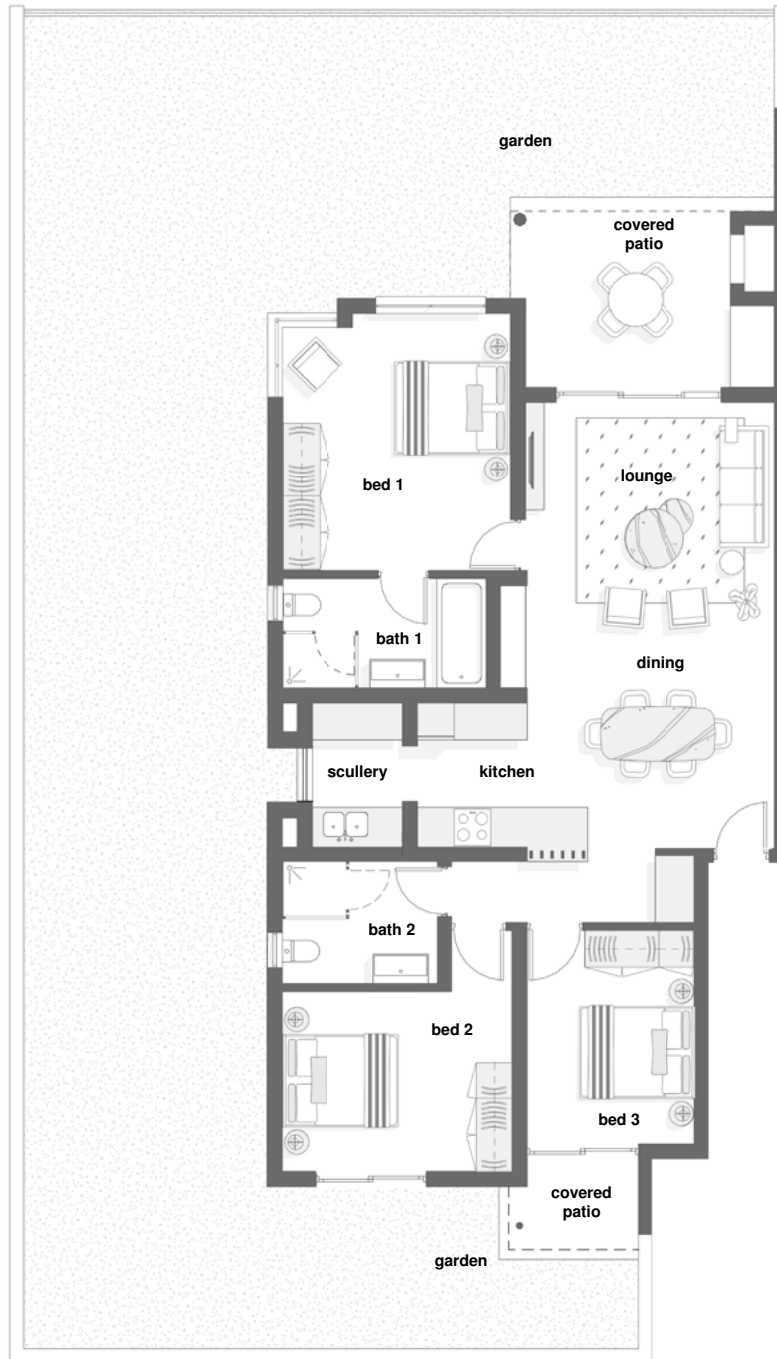 garden
covered
patio
bed 1
lounge
bath 1
dining
scullery
kitchen
bath 2
bed 2
bed 3
covered
patio
garden